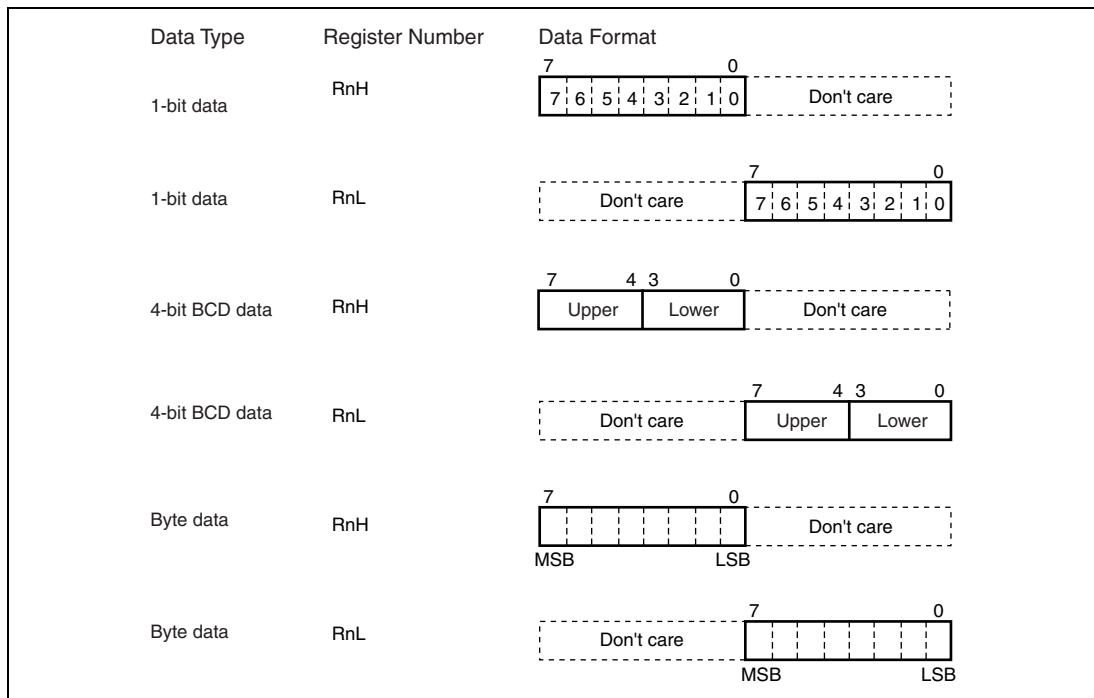 Data Type Register Number Data Format
7 0
1-bit data RnH 7 6 5 4 3 2 1 0 Don't care
7 0
1-bit data RnL Don't care 7 6 5 4 3 2 1 0
7 4 3 0
4-bit BCD data RnH Upper Lower Don't care
7 4 3 0
4-bit BCD data RnL Don't care Upper Lower
7 0
Byte data RnH Don't care
MSB LSB
7 0
Byte data RnL Don't care
MSB LSB